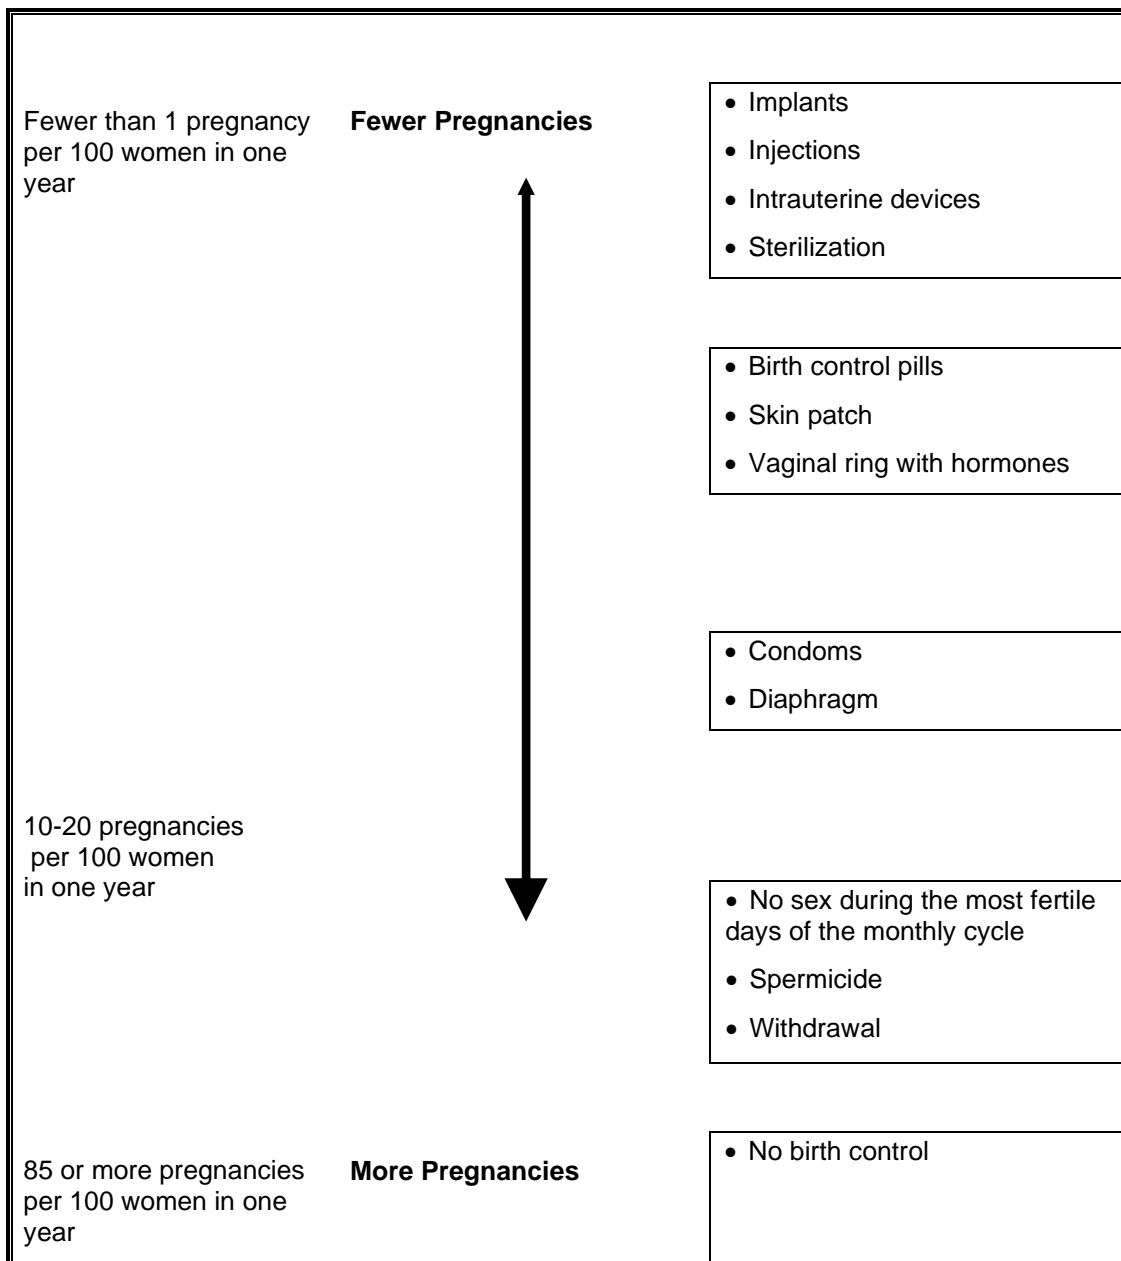 Fewer than 1 pregnancy
per 100 women in one
year
Fewer Pregnancies
• Implants
• Injections
• Intrauterine devices
• Sterilization
• Birth control pills
• Skin patch
• Vaginal ring with hormones
• Condoms
• Diaphragm
10-20 pregnancies
per 100 women
in one year
• No sex during the most fertile
days of the monthly cycle
• Spermicide
• Withdrawal
85 or more pregnancies
per 100 women in one
year
More Pregnancies
• No birth control